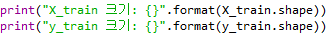 print("X_train 크기: {}".format(X_train.shape))
print("y_train 크기: {}".format(y_train.shape))